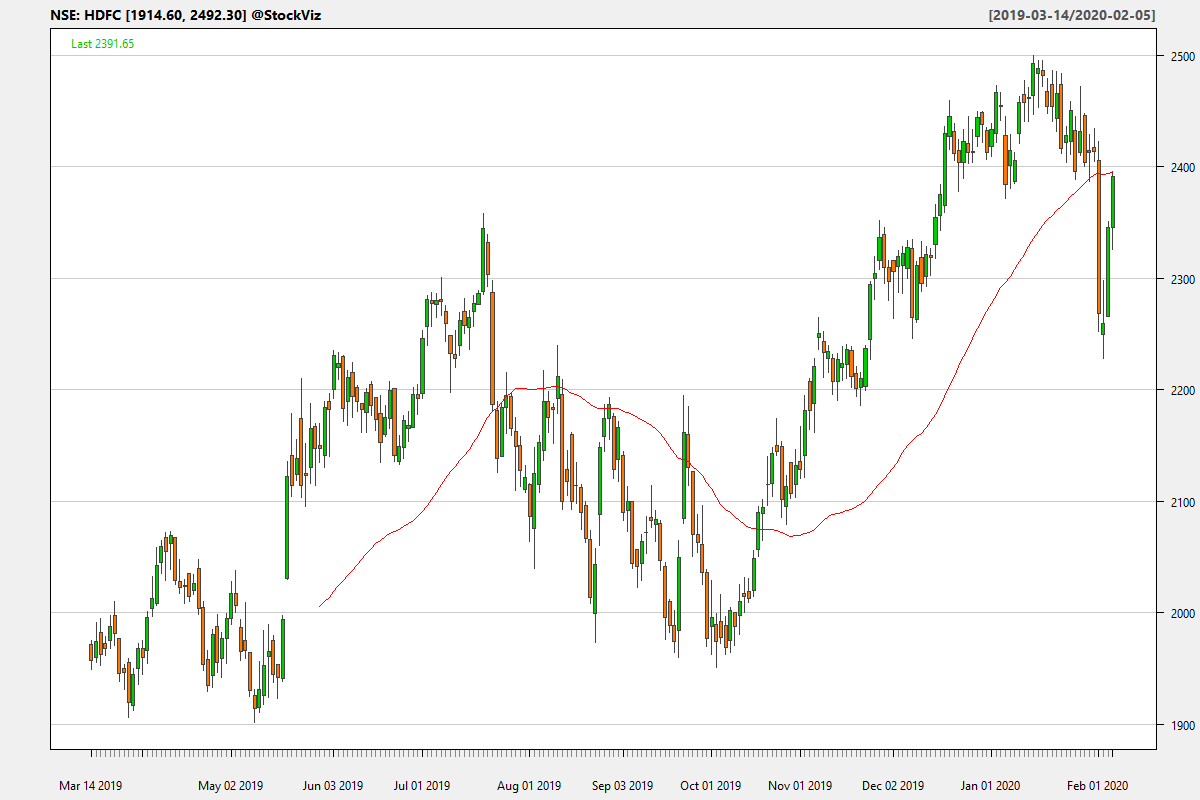 NSE: HDFC [1914.60, 2492.30] @StockViz [2019-03-14/2020-02-05]
Last 2391.65
2500
2400
2300
2200
2100
2000
1900
Mar 14 2019 May 02 2019 Jun 03 2019 Jul 01 2019 Aug 01 2019 Sep 03 2019 Oct 01 2019 Nov 01 2019 Dec 02 2019 Jan 01 2020 Feb 01 2020